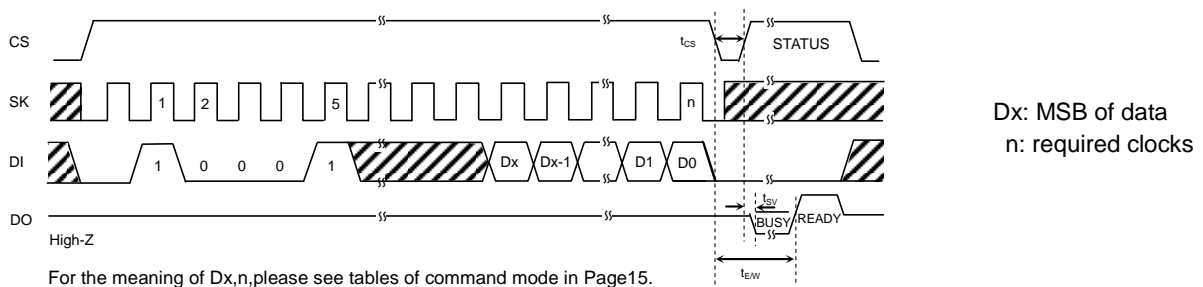 CS
tCS
STATUS
SK
1 2 5 n
DI
1 0 0 0 1 Dx Dx-1 D1 D0
DO
tSV
BUSY READY
High-Z
tE/W
For the meaning of Dx,n,please see tables of command mode in Page15.
Dx: MSB of data
n: required clocks